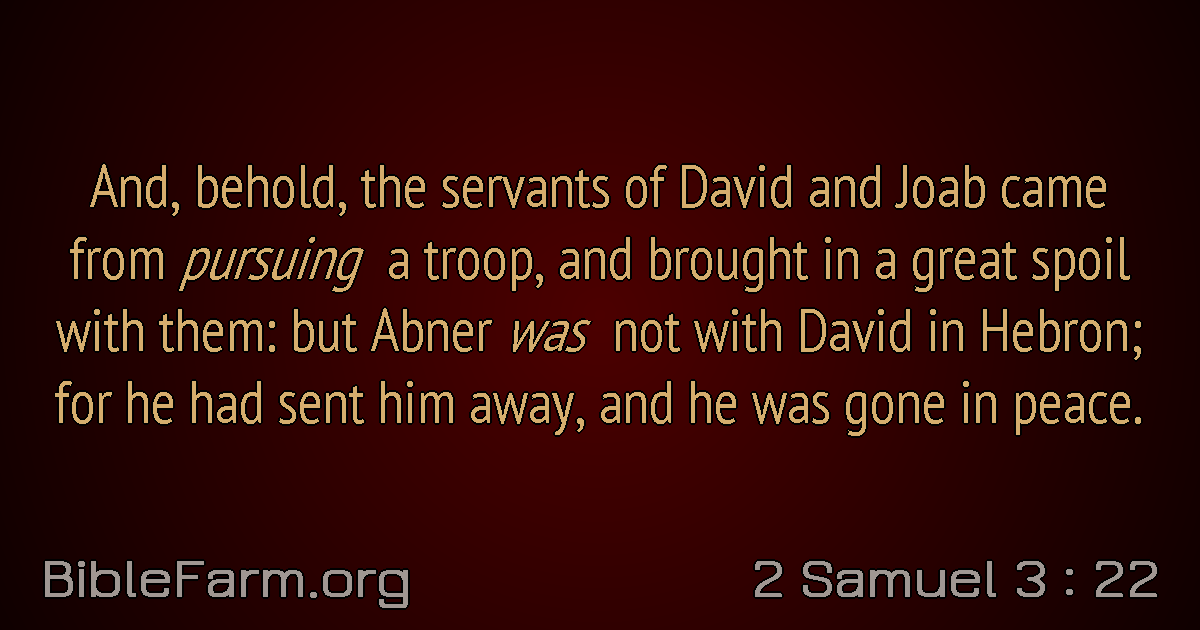 And, behold, the servants of David and Joab came
from pursuing a troop, and brought in a great spoil
with them: but Abner was not with David in Hebron;
for he had sent him away, and he was gone in peace.
BibleFarm.org
2 Samuel 3 : 22